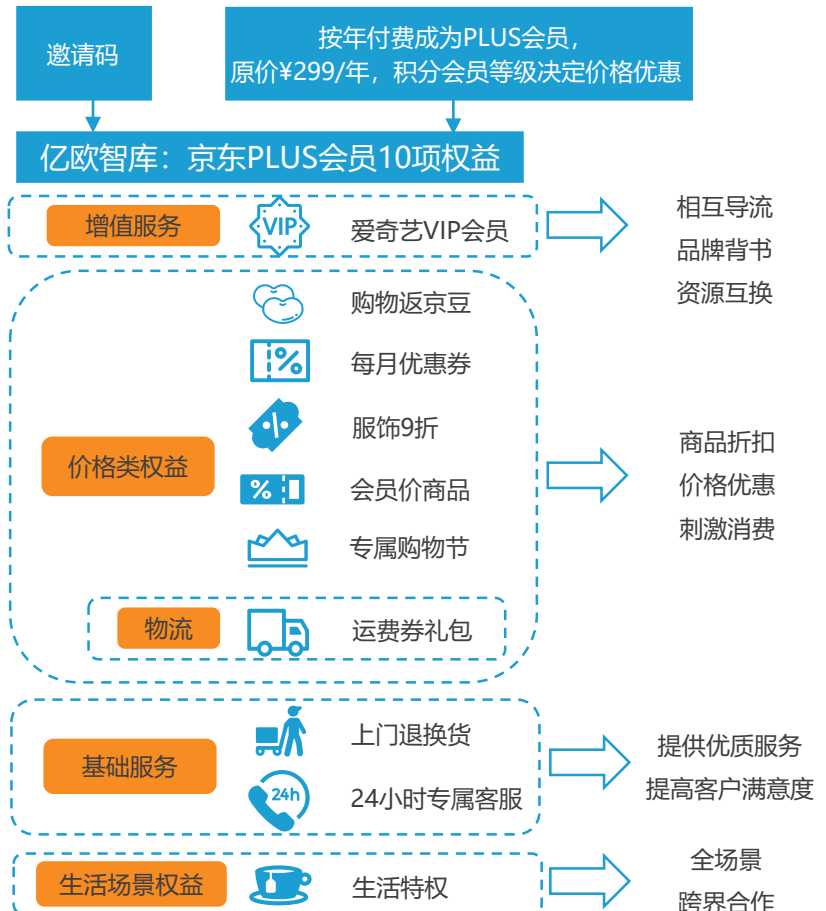 邀请码
按年付费成为PLUS会员，
原价¥299/年，积分会员等级决定价格优惠
亿欧智库：京东PLUS会员10项权益
增值服务
VIP
爱奇艺VIP会员
相互导流
品牌背书
资源互换
价格类权益
购物返京豆
%
每月优惠券
%
服饰9折
%
会员价商品
专属购物节
物流
运费券礼包
商品折扣
价格优惠
刺激消费
基础服务
上门退换货
24h
24小时专属客服
提供优质服务
提高客户满意度
生活场景权益
生活特权
全场景
跨界合作